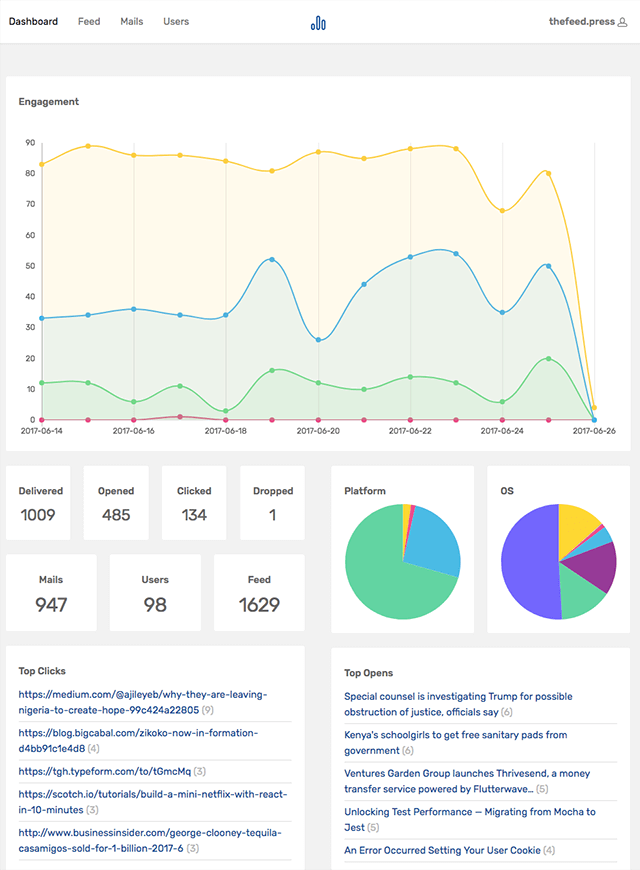 Dashboard Feed Mails Users thefeed.press
Engagement
90
80
70
60
50
40
30
20
10
0
2017-06-14 2017-06-16 2017-06-18 2017-06-20 2017-06-22 2017-06-24 2017-06-26
Delivered Opened Clicked Dropped
1009 485 134 1
Mails Users Feed
947 98 1629
Platform OS
Top Clicks
https://medium.com/@ajileyeb/why-they-are-leaving-
nigeria-to-create-hope-99c424a22805 (9)
https://blog.bigcabal.com/zikoko-now-in-formation-
d4bb91c1e4d8 (4)
https://tgh.typeform.com/to/tGmcMq (3)
https://scotch.io/tutorials/build-a-mini-netflix-with-react-
in-10-minutes (3)
http://www.businessinsider.com/george-clooney-tequila-
casamigos-sold-for-1-billion-2017-6 (3)
Top Opens
Special counsel is investigating Trump for possible
obstruction of justice, officials say (6)
Kenya's schoolgirls to get free sanitary pads from
government (6)
Ventures Garden Group launches Thrivesend, a money
transfer service powered by Flutterwave… (5)
Unlocking Test Performance — Migrating from Mocha to
Jest (5)
An Error Occurred Setting Your User Cookie (4)